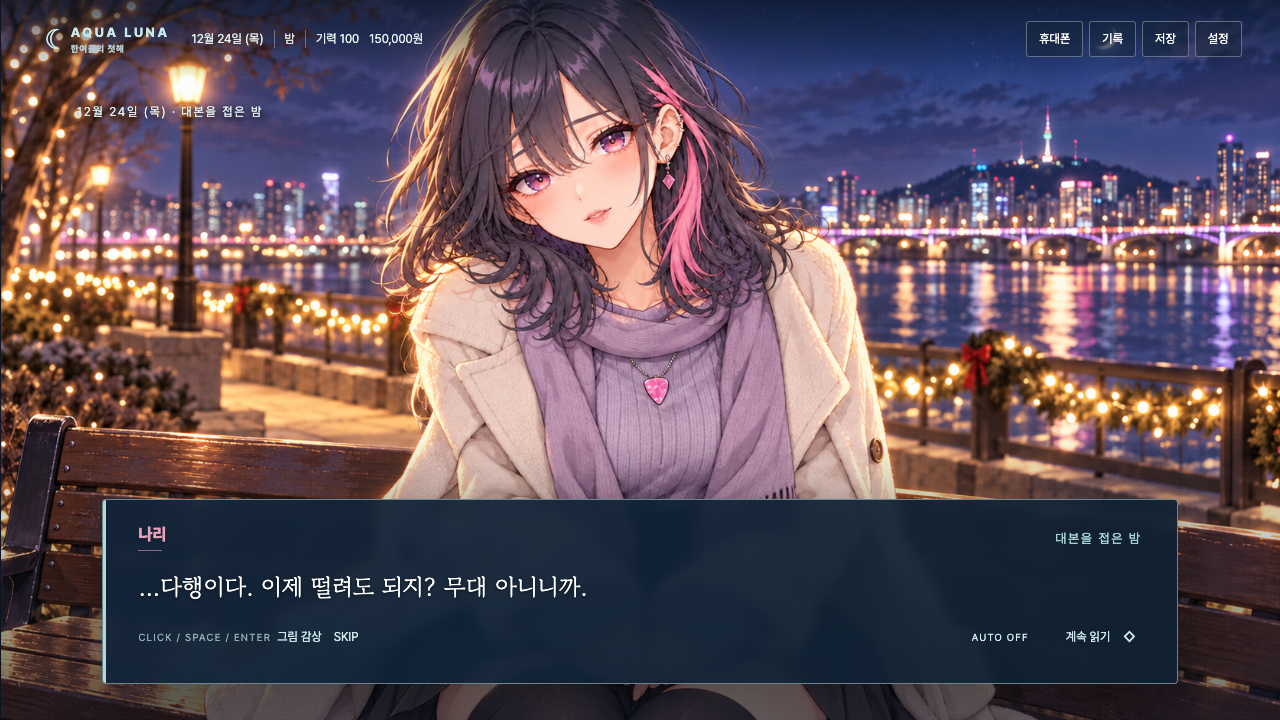 AQUA LUNA
한여울의 첫해
12월 24일 (목) 밤 기력 100 150,000원
휴대폰 기록 저장 설정
12월 24일 (목) · 대본을 접은 밤
나리
대본을 접은 밤
...다행이다. 이제 떨려도 되지? 무대 아니니까.
CLICK / SPACE / ENTER 그림 감상 SKIP
AUTO OFF 계속 읽기